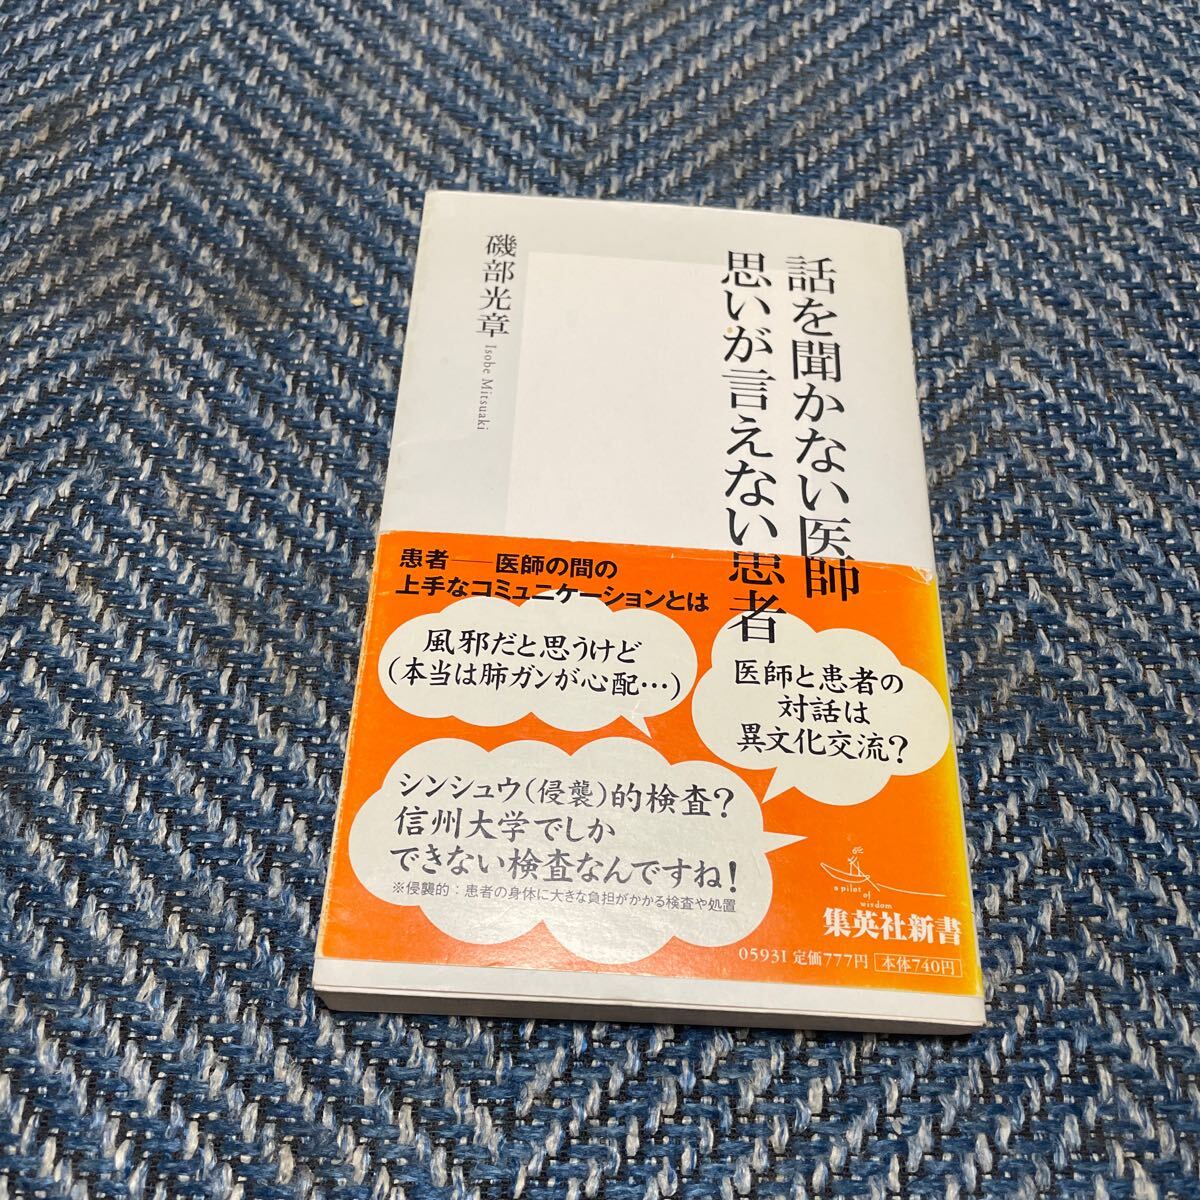 話を聞かない医師
思いが言えない患者
磯部光章
Isobe Mitsuaki
患者――医師の間の
上手なコミュニケーションとは
風邪だと思うけど
(本当は肺ガンが心配…)
医師と患者の
対話は
異文化交流?
シンシュウ(侵襲)的検査?
信州大学でしか
できない検査なんですね!
※侵襲的:患者の身体に大きな負担がかかる検査や処置
a pilot
of
wisdom
集英社新書
05931 定価777円 本体740円